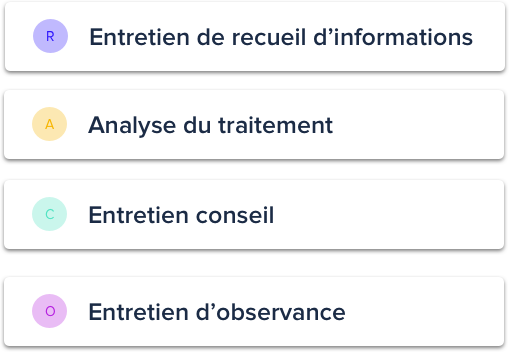 R Entretien de recueil d’informations
A Analyse du traitement
C Entretien conseil
O Entretien d’observance